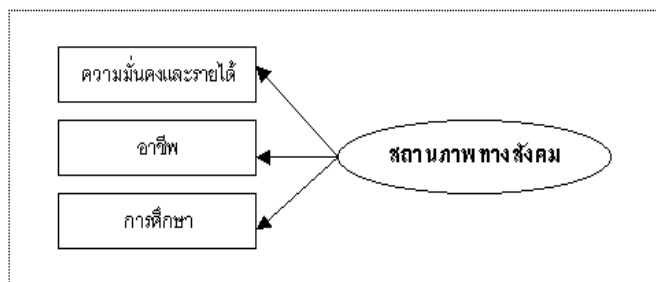 ความมั่นคงและรายได้
อาชีพ
สถานภาพทางสังคม
การศึกษา